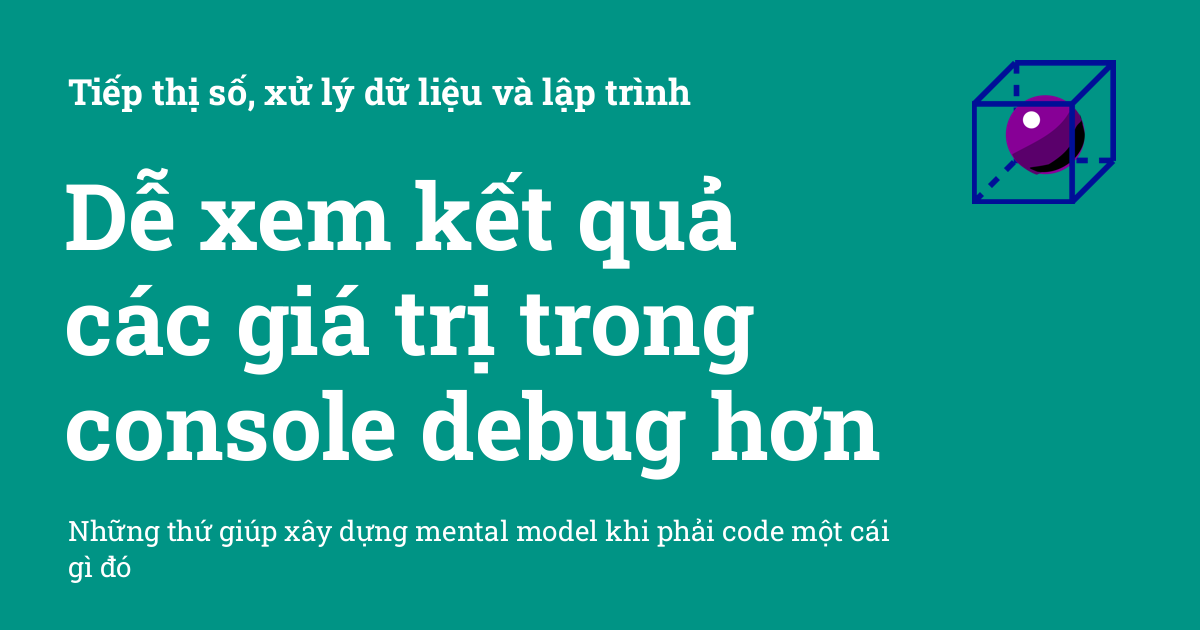 Tiếp thị số, xử lý dữ liệu và lập trình
Dễ xem kết quả
các giá trị trong
console debug hơn
Những thứ giúp xây dựng mental model khi phải code một cái
gì đó